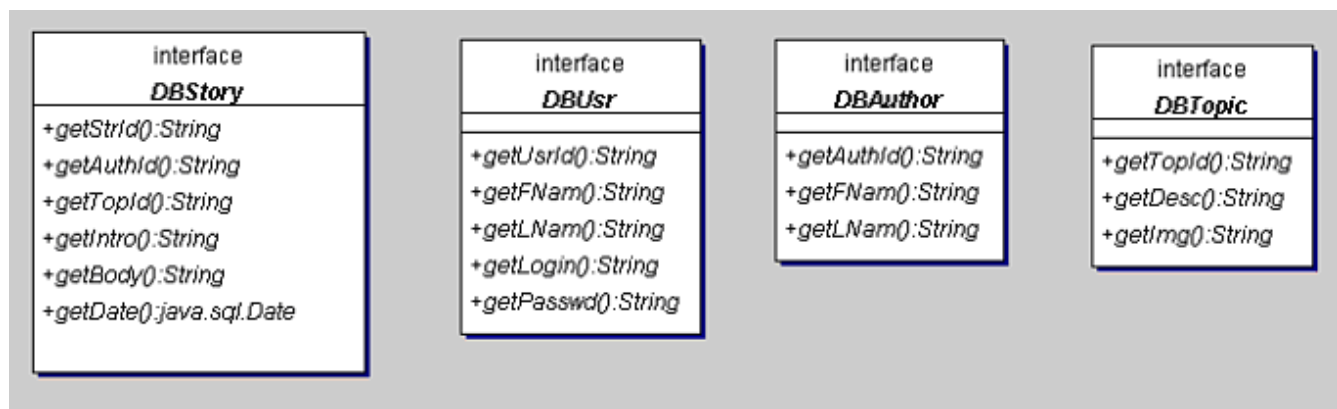 interface
DBStory
+getStrId():String
+getAuthId():String
+getTopId():String
+getIntro():String
+getBody():String
+getDate():java.sql.Date
interface
DBUsr
+getUsrId():String
+getFNam():String
+getLNam():String
+getLogin():String
+getPasswd():String
interface
DBAuthor
+getAuthId():String
+getFNam():String
+getLNam():String
interface
DBTopic
+getTopId():String
+getDesc():String
+getImg():String